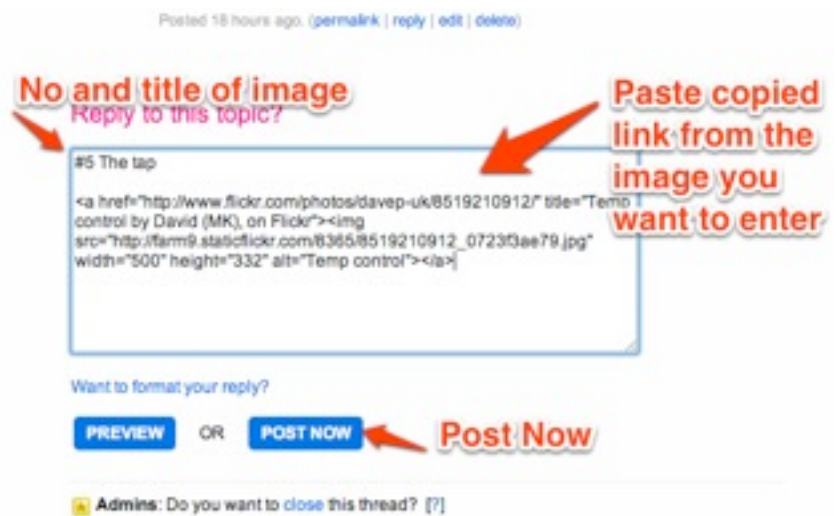 Posted 18 hours ago. (permalink | reply | edit | delete)
No and title of image
Reply to this topic?
Paste copied
link from the
image you
want to enter
#5 The tap
<a href="http://www.flickr.com/photos/davep-uk/8519210912/" title="Temp
control by David (MK), on Flickr"><img
src="http://farm9.staticflickr.com/8365/8519210912_0723f3ae79.jpg"
width="500" height="332" alt="Temp control"></a>
Want to format your reply?
PREVIEW OR POST NOW
Post Now
Admins: Do you want to close this thread? [?]